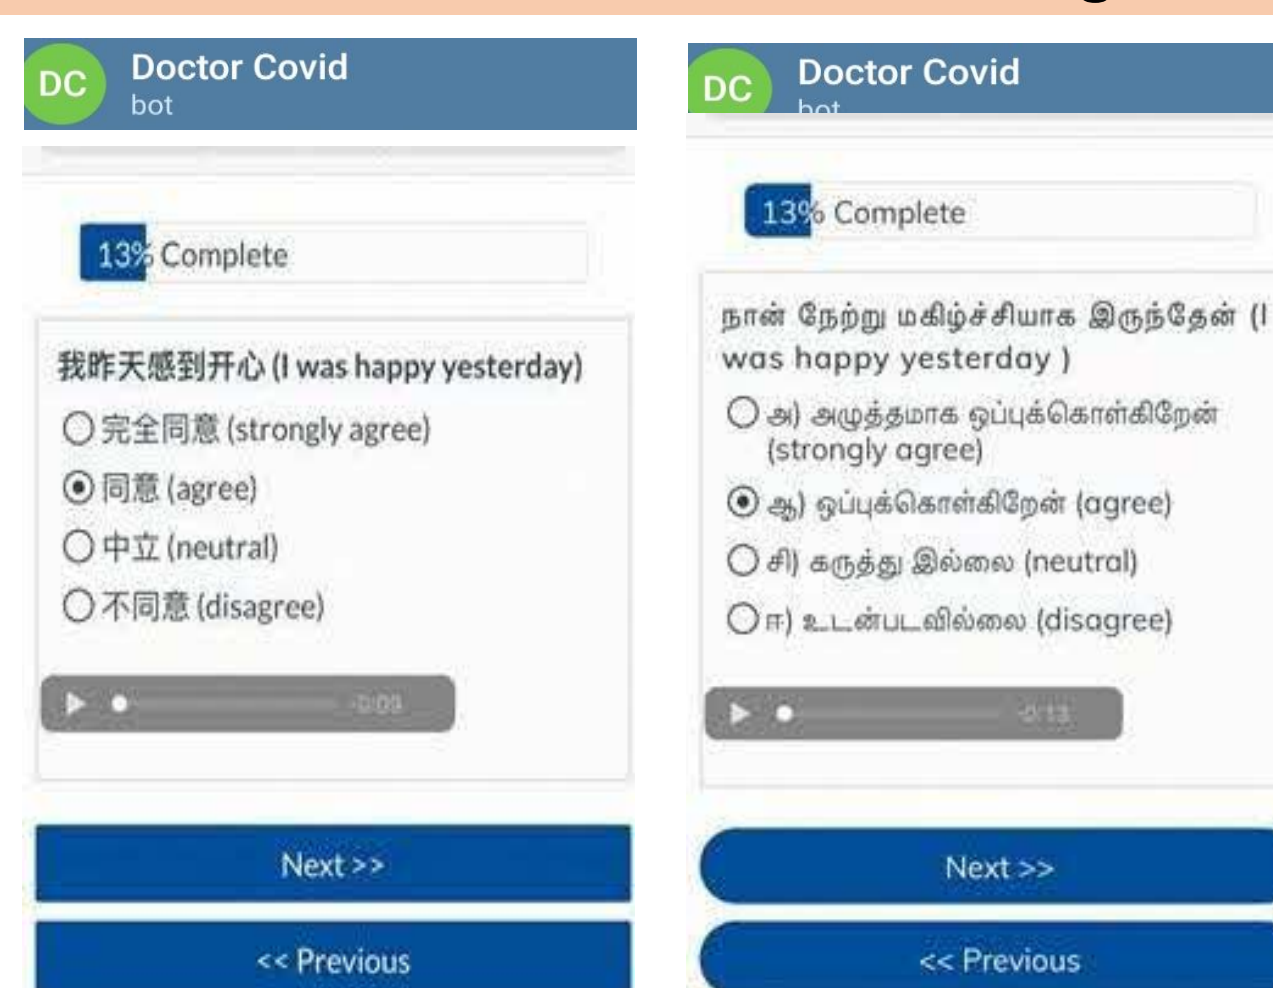 DC
Doctor Covid
bot
13% Complete
我昨天感到开心 (I was happy yesterday)
完全同意 (strongly agree)
同意 (agree)
中立 (neutral)
不同意 (disagree)
-0:09
Next >>
<< Previous
DC
Doctor Covid
bot
13% Complete
நான் நேற்று மகிழ்ச்சியாக இருந்தேன் (I
was happy yesterday )
அ) அழுத்தமாக ஒப்புக்கொள்கிறேன்
(strongly agree)
ஆ) ஒப்புக்கொள்கிறேன் (agree)
சி) கருத்து இல்லை (neutral)
ஈ) உடன்படவில்லை (disagree)
-0:13
Next >>
<< Previous